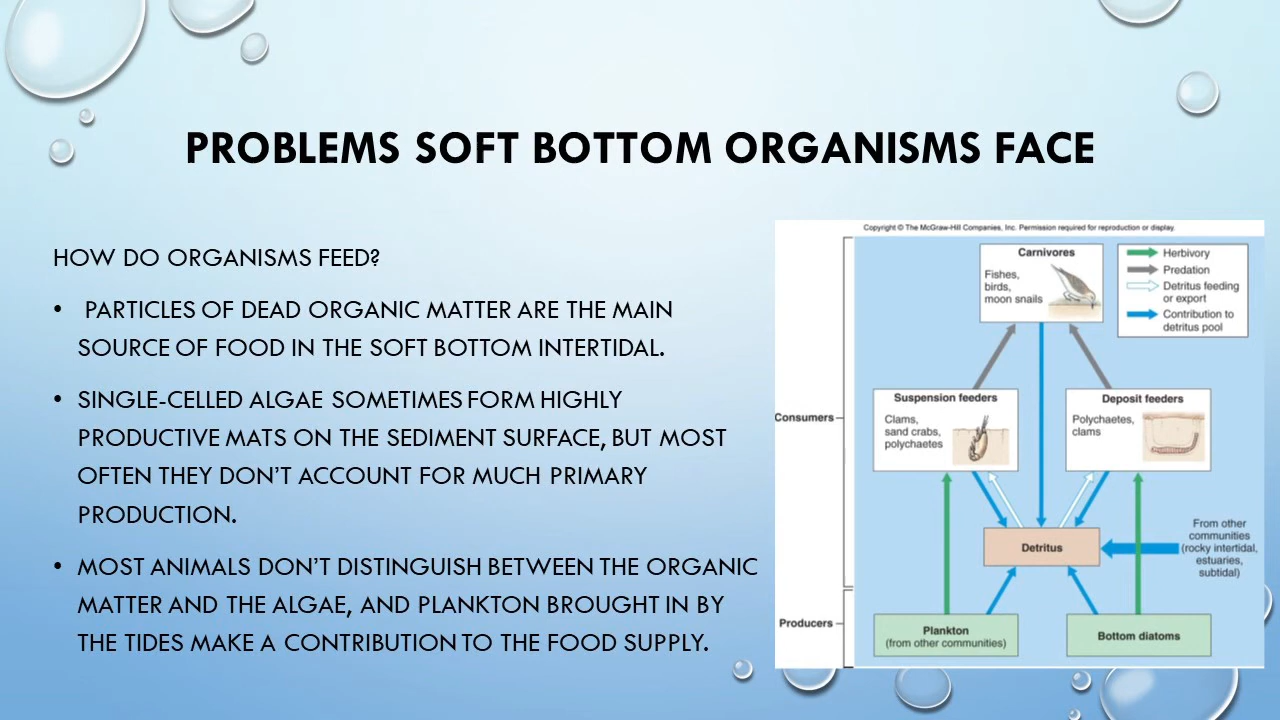 PROBLEMS SOFT BOTTOM ORGANISMS FACE
HOW DO ORGANISMS FEED?
• PARTICLES OF DEAD ORGANIC MATTER ARE THE MAIN
SOURCE OF FOOD IN THE SOFT BOTTOM INTERTIDAL.
• SINGLE-CELLED ALGAE SOMETIMES FORM HIGHLY
PRODUCTIVE MATS ON THE SEDIMENT SURFACE, BUT MOST
OFTEN THEY DON'T ACCOUNT FOR MUCH PRIMARY
PRODUCTION.
• MOST ANIMALS DON'T DISTINGUISH BETWEEN THE ORGANIC
MATTER AND THE ALGAE, AND PLANKTON BROUGHT IN BY
THE TIDES MAKE A CONTRIBUTION TO THE FOOD SUPPLY.
Copyright © The McGraw-Hill Companies, Inc. Permission required for reproduction or display.
Carnivores
Fishes,
birds,
moon snails
Herbivory
Predation
Detritus feeding
or export
Contribution to
detritus pool
Consumers
Suspension feeders
Clams,
sand crabs,
polychaetes
Deposit feeders
Polychaetes,
clams
Detritus
From other
communities
(rocky intertidal,
estuaries,
subtidal)
Producers
Plankton
(from other communities)
Bottom diatoms